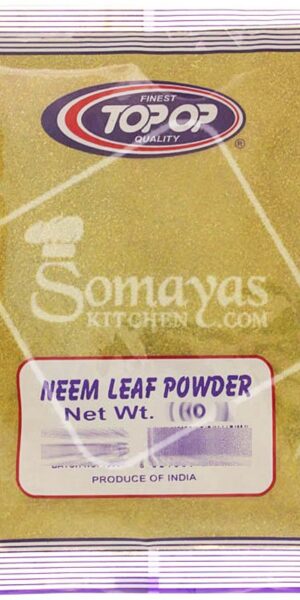 FINEST
TOPOP
QUALITY
®
Somayas
KITCHEN.COM
NEEM LEAF POWDER
Net Wt.
PRODUCE OF INDIA